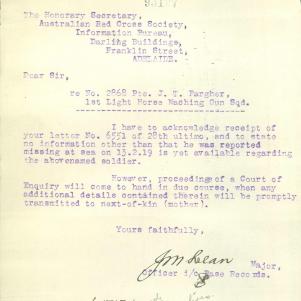 The Honorary Secretary,
Australian Red Cross Society,
Information Bureau,
Darling Buildings,
Franklin Street,
ADELAIDE.
Dear Sir,
re No. 2868 Pte. J. T. Fargher,
1st Light Horse Machine Gun Sqd.
I have to acknowledge receipt of
your letter No. 6551 of 28th ultimo, and to state
no information other than that he was reported
missing at sea on 13.2.19 is yet available regarding
the abovenamed soldier.
However, proceedings of a Court of
Enquiry will come to hand in due course, when any
additional details contained therein will be promptly
transmitted to next-of-kin (mother).
Yours faithfully,
J M Lean
Major,
Officer i/c Base Records.